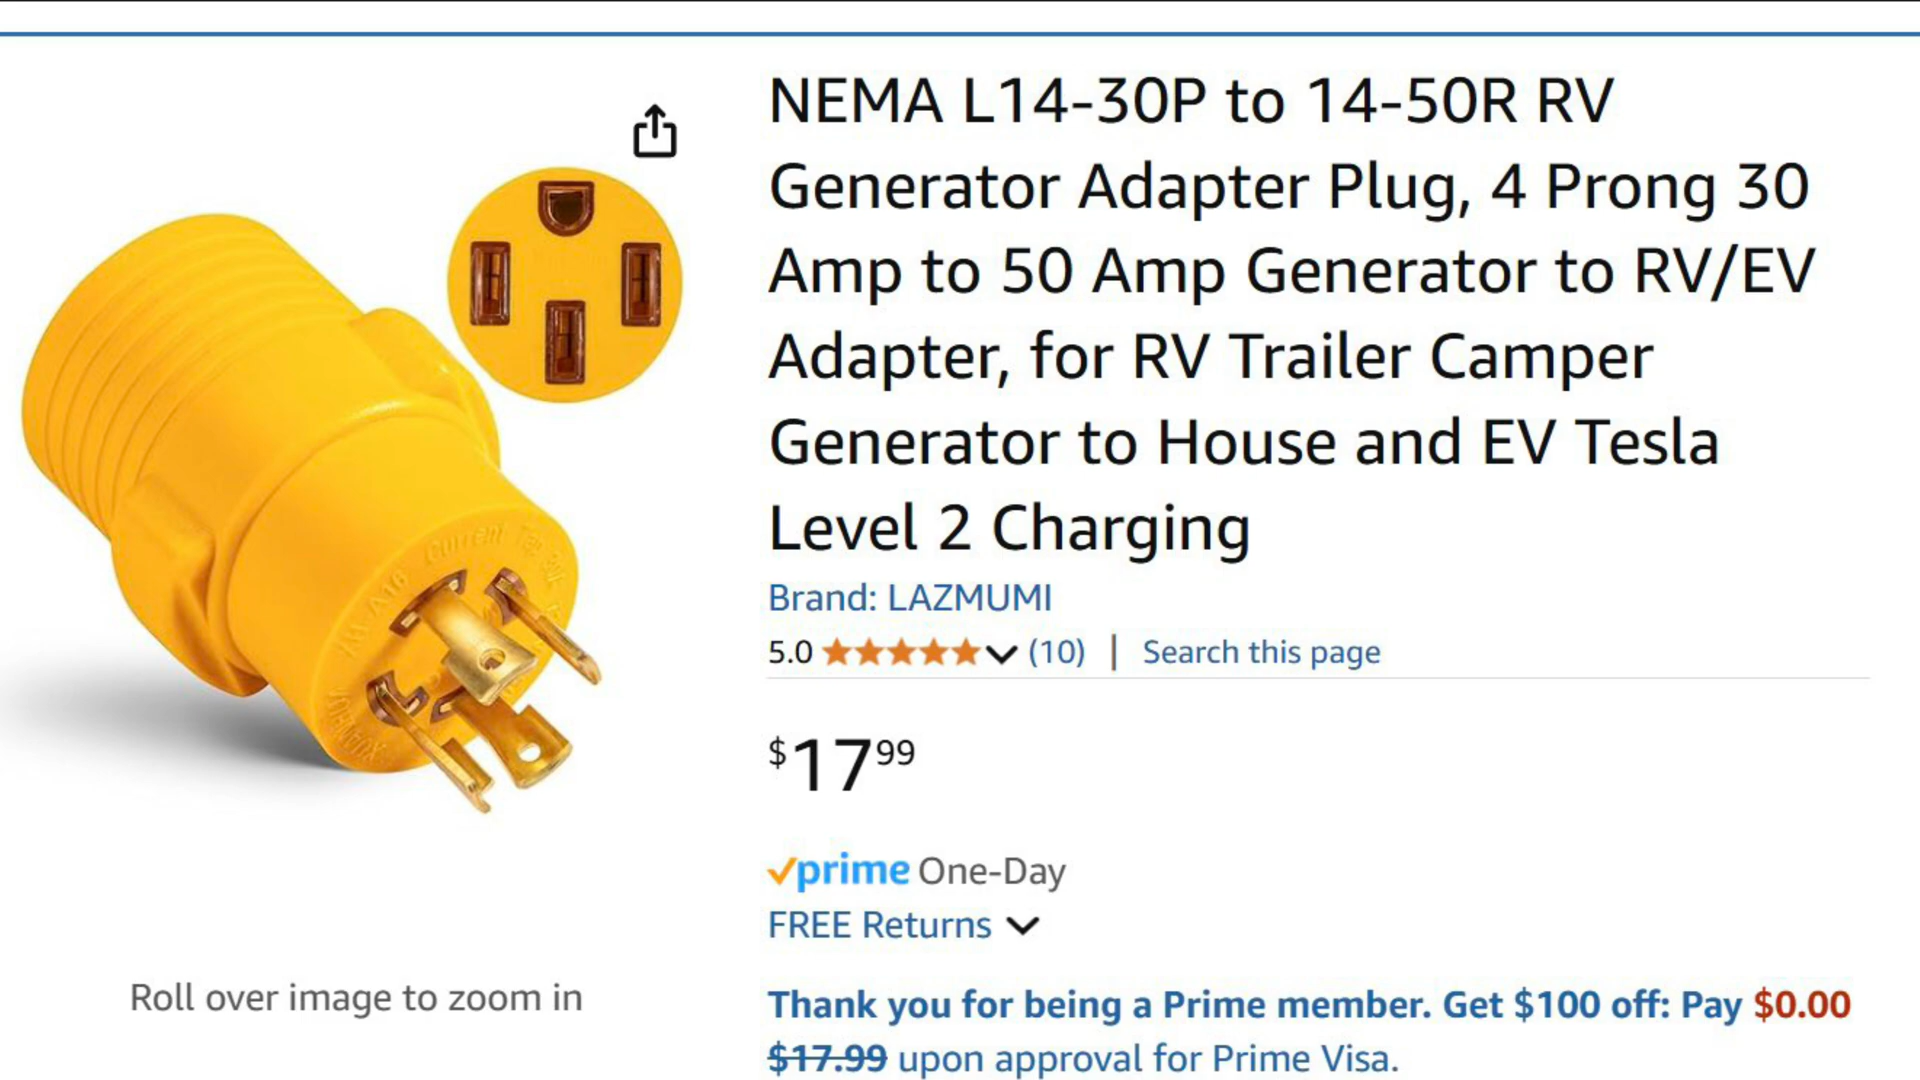 NEMA L14-30P to 14-50R RV
Generator Adapter Plug, 4 Prong 30
Amp to 50 Amp Generator to RV/EV
Adapter, for RV Trailer Camper
Generator to House and EV Tesla
Level 2 Charging
Brand: LAZMUMI
5.0 (10) | Search this page
$17 99
prime One-Day
FREE Returns
Roll over image to zoom in
Thank you for being a Prime member. Get $100 off: Pay $0.00
$17.99 upon approval for Prime Visa.